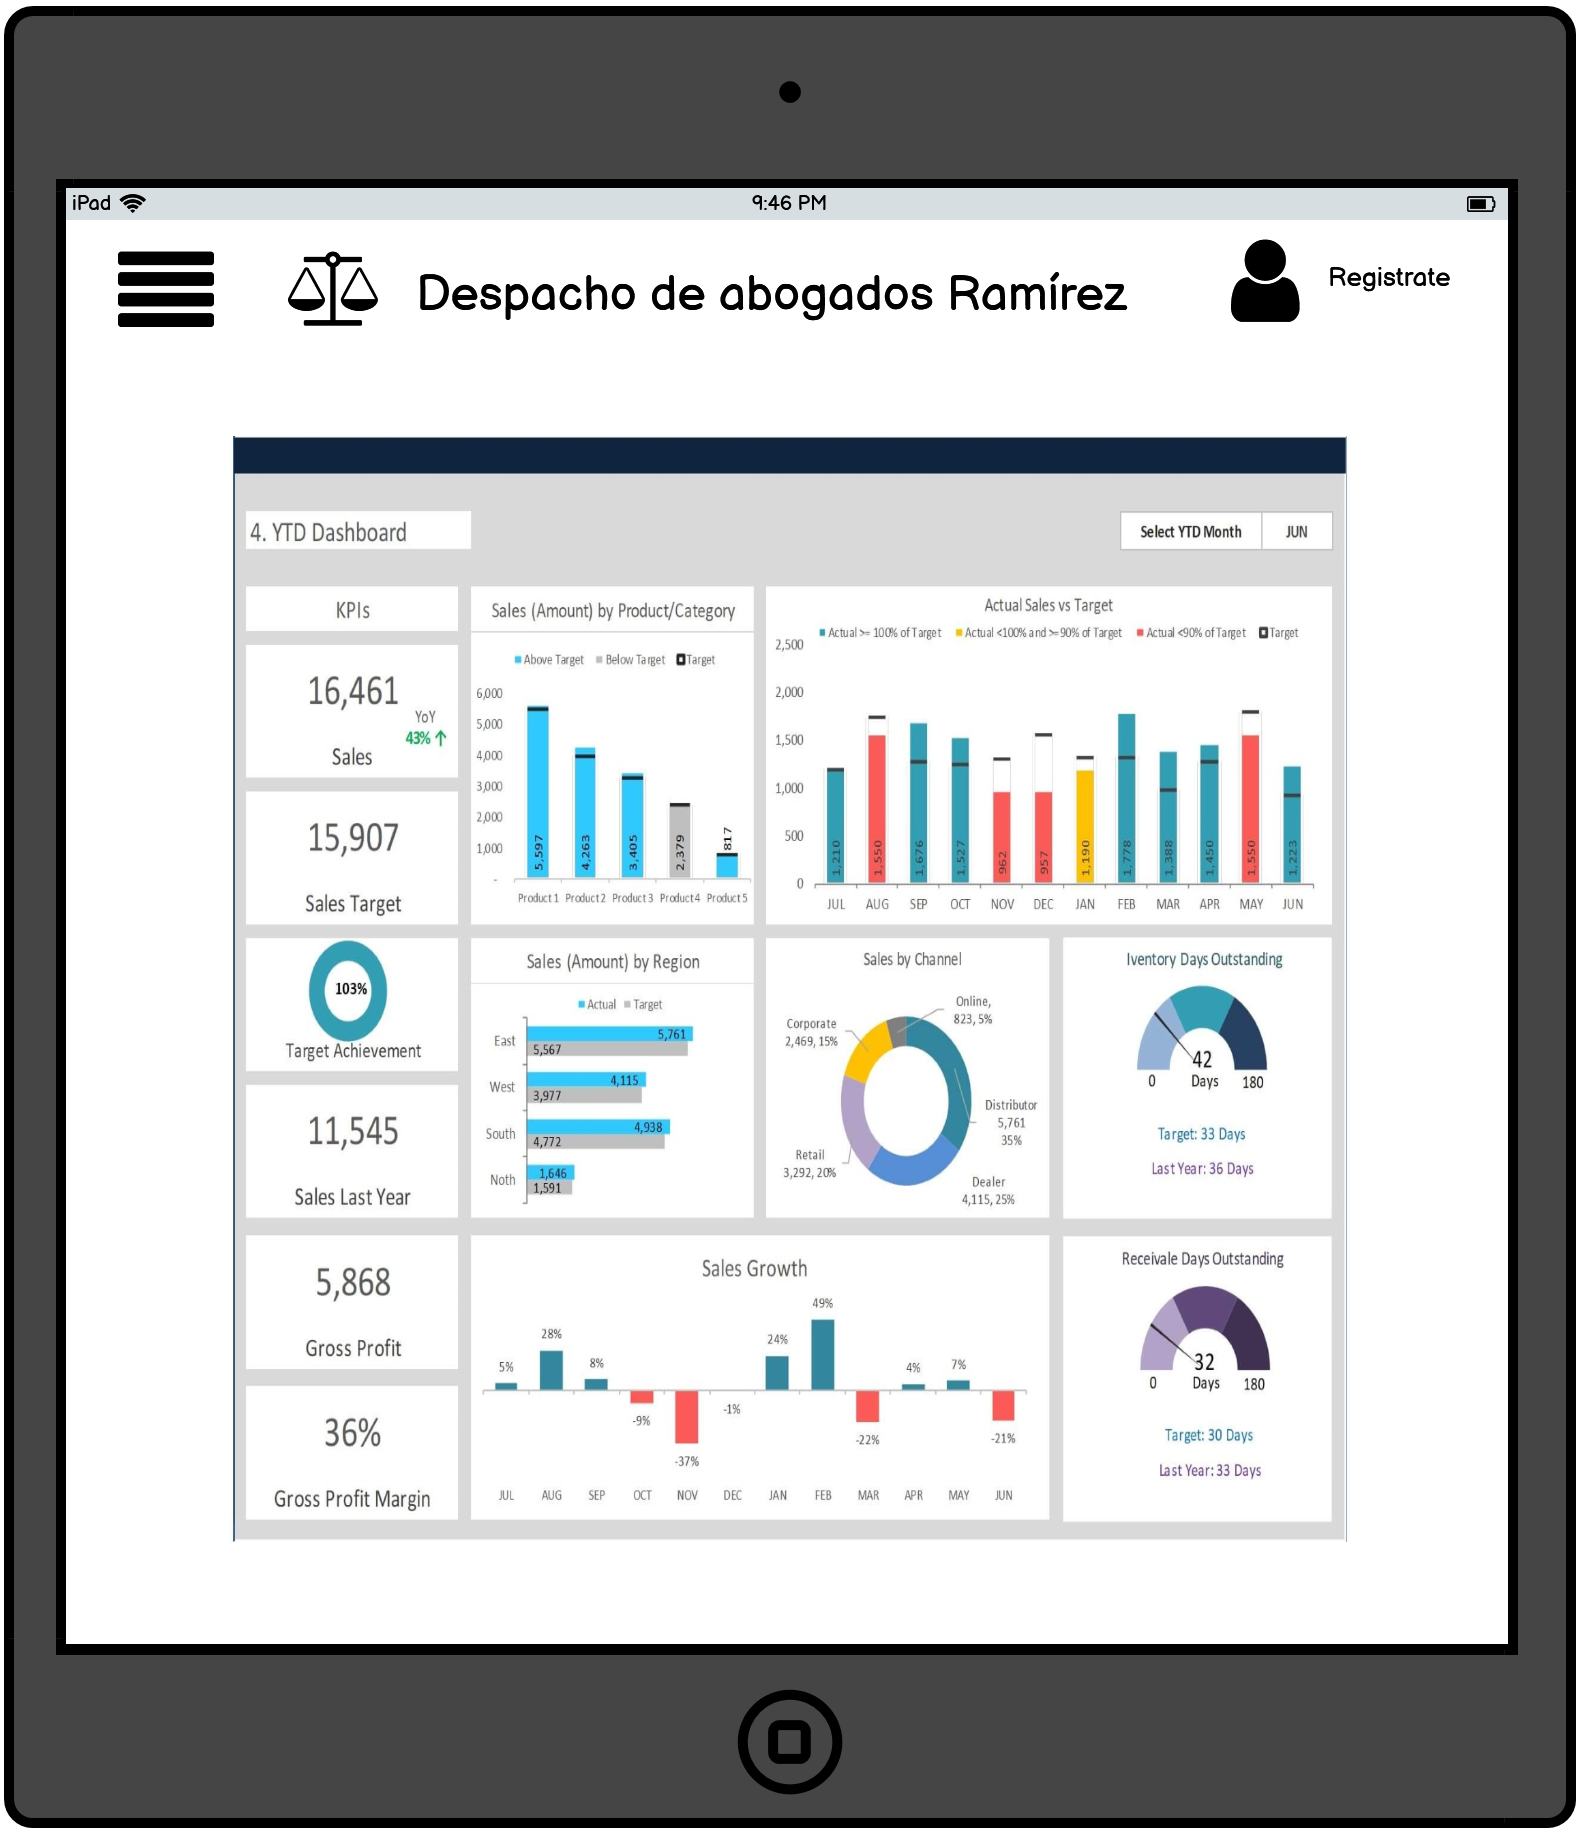 iPad
9:46 PM
Despacho de abogados Ramírez
Registrate
4. YTD Dashboard
Select YTD Month JUN
KPIs
16,461
YoY
43%
Sales
15,907
Sales Target
103%
Target Achievement
11,545
Sales Last Year
5,868
Gross Profit
36%
Gross Profit Margin
Sales (Amount) by Product/Category
Above Target Below Target Target
6,000
5,000
4,000
3,000
2,000
1,000
-
5,597 4,263 3,405 2,379 817
Product 1 Product 2 Product 3 Product 4 Product 5
Actual Sales vs Target
Actual >= 100% of Target Actual <100% and >=90% of Target Actual <90% of Target Target
2,500
2,000
1,500
1,000
500
0
1,210 1,550 1,676 1,527 962 957 1,190 1,778 1,388 1,450 1,550 1,223
JUL AUG SEP OCT NOV DEC JAN FEB MAR APR MAY JUN
Sales (Amount) by Region
Actual Target
East 5,761
5,567
West 4,115
3,977
South 4,938
4,772
Noth 1,646
1,591
Sales by Channel
Online,
823, 5%
Corporate
2,469, 15%
Distributor
5,761
35%
Retail
3,292, 20%
Dealer
4,115, 25%
Iventory Days Outstanding
42
0 Days 180
Target: 33 Days
Last Year: 36 Days
Sales Growth
5% 28% 8% -9% -37% -1% 24% 49% -22% 4% 7% -21%
JUL AUG SEP OCT NOV DEC JAN FEB MAR APR MAY JUN
Receivale Days Outstanding
32
0 Days 180
Target: 30 Days
Last Year: 33 Days